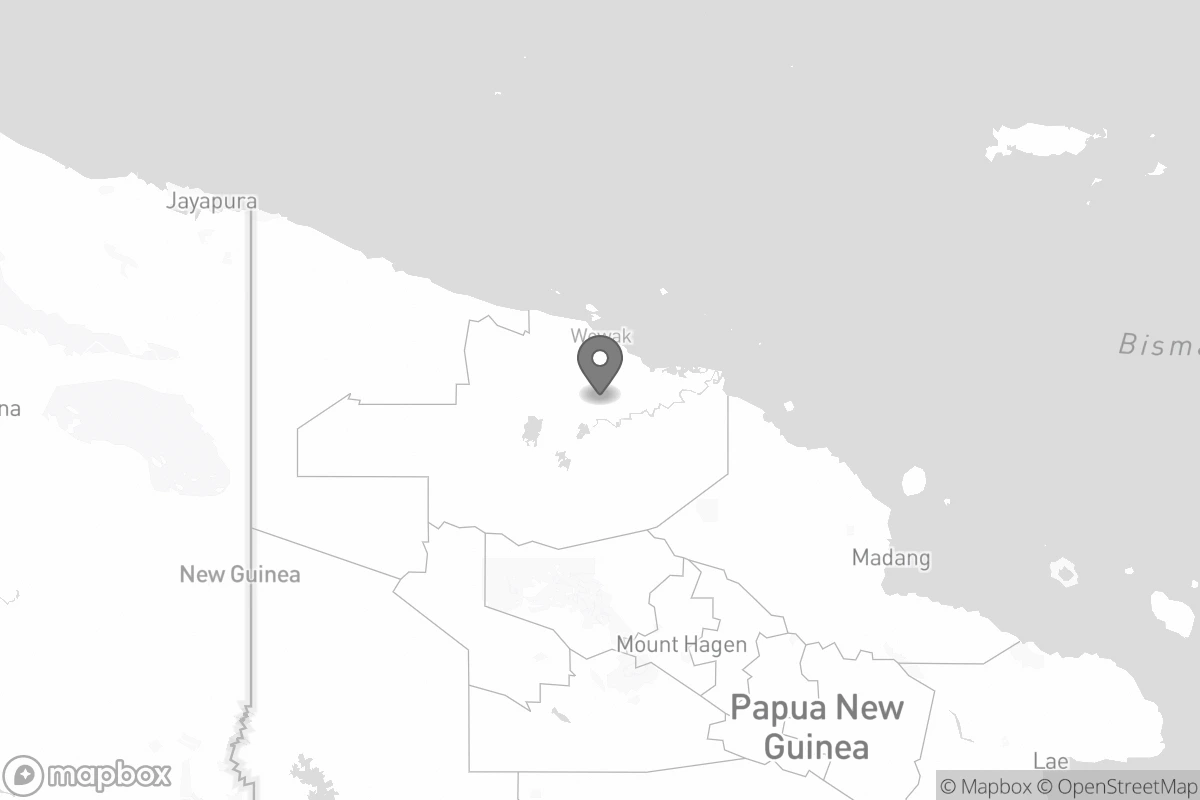 Jayapura
Wewak
Bisma
na
Madang
New Guinea
Mount Hagen
Papua New
Guinea
Lae
mapbox
© Mapbox © OpenStreetMap